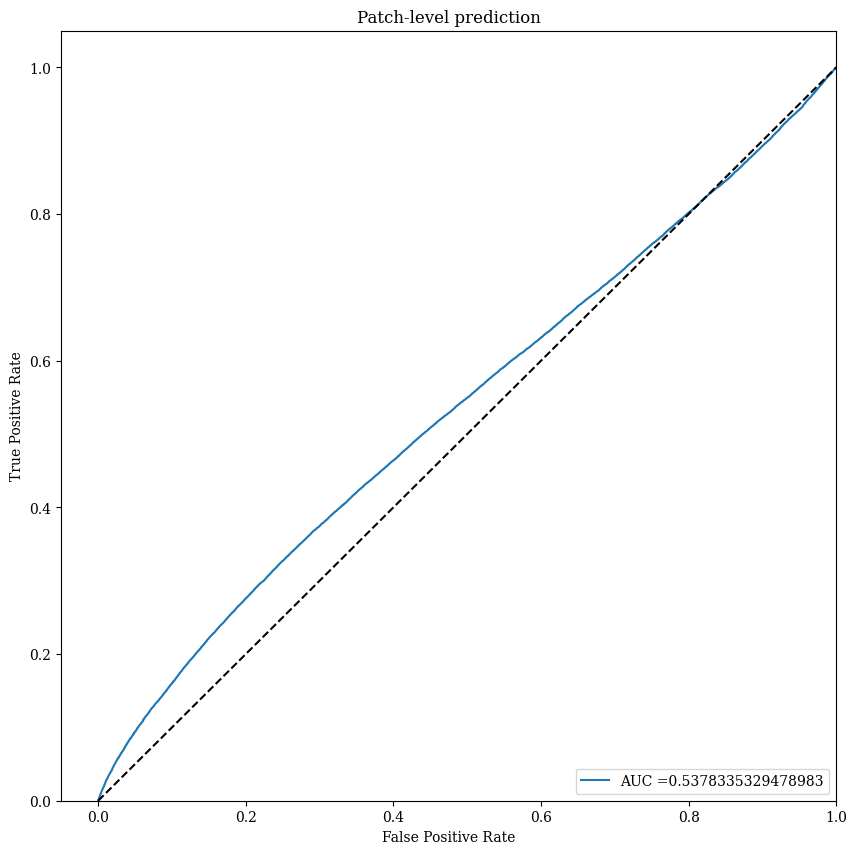 Patch-level prediction
1.0
0.8
0.6
0.4
0.2
0.0
True Positive Rate
AUC =0.5378335329478983
0.0 0.2 0.4 0.6 0.8 1.0
False Positive Rate